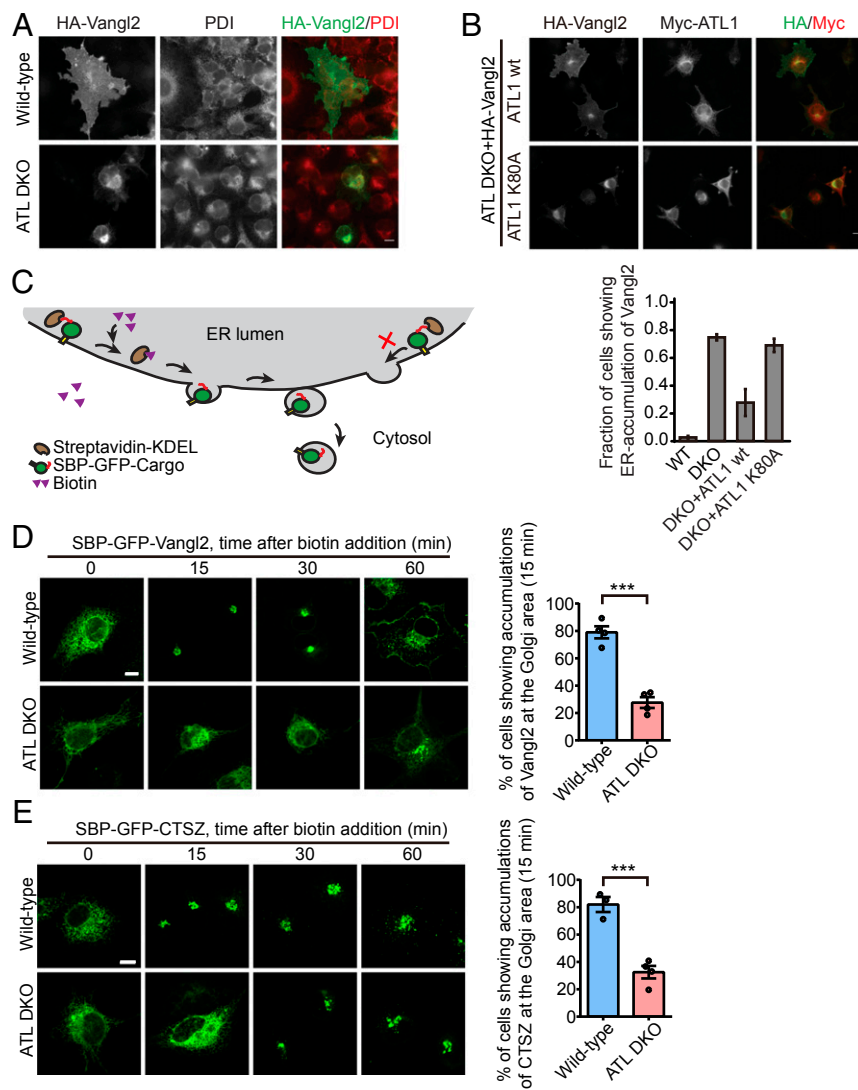 A
HA-Vangl2 PDI HA-Vangl2/PDI
Wild-type
ATL DKO
B
HA-Vangl2 Myc-ATL1 HA/Myc
ATL DKO+HA-Vangl2
ATL1 wt
ATL1 K80A
Fraction of cells showing
ER-accumulation of Vangl2
1.0
0.8
0.6
0.4
0.2
0.0
WT
DKO
DKO+ATL1 wt
DKO+ATL1 K80A
C
ER lumen
Cytosol
Streptavidin-KDEL
SBP-GFP-Cargo
Biotin
D
SBP-GFP-Vangl2, time after biotin addition (min)
0 15 30 60
Wild-type
ATL DKO
% of cells showing accumulations
of Vangl2 at the Golgi area (15 min)
***
100
80
60
40
20
0
Wild-type
ATL DKO
E
SBP-GFP-CTSZ, time after biotin addition (min)
0 15 30 60
Wild-type
ATL DKO
% of cells showing accumulations
of CTSZ at the Golgi area (15 min)
***
100
80
60
40
20
0
Wild-type
ATL DKO